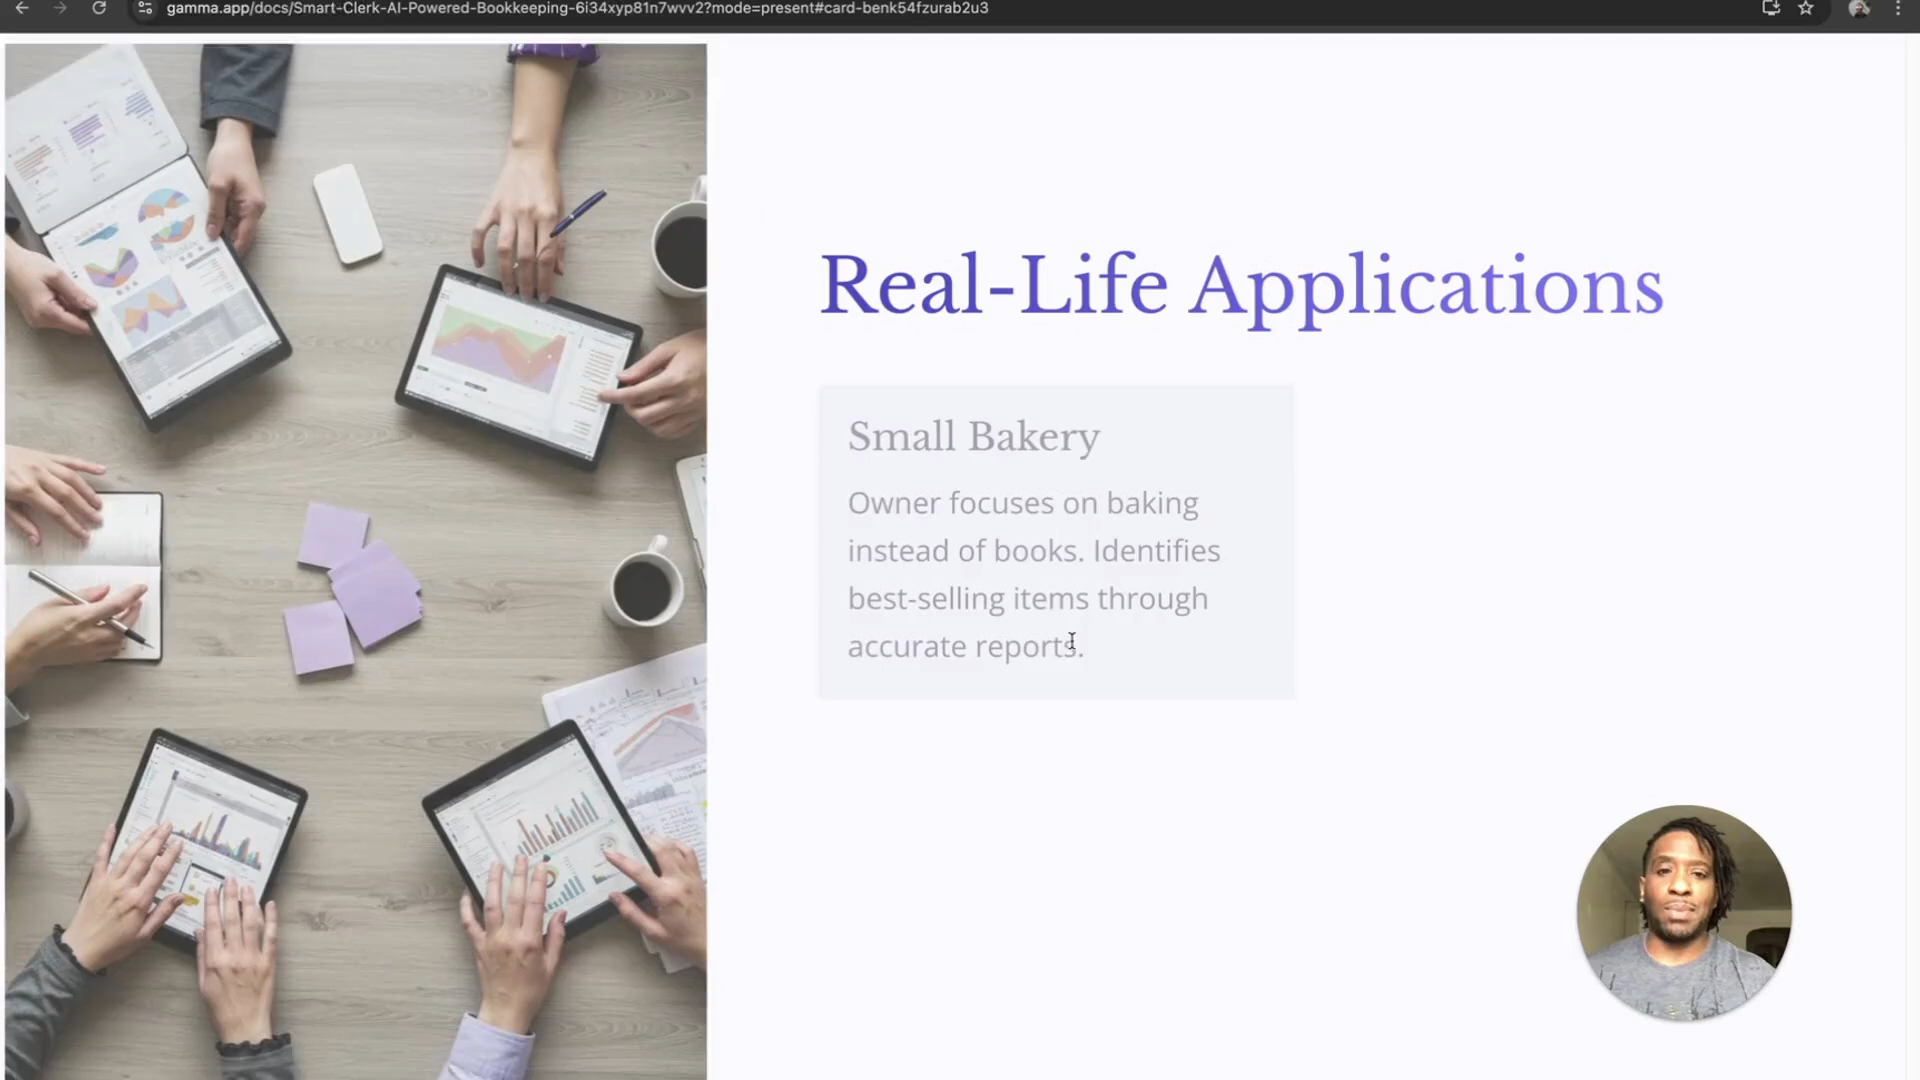 gamma.app/docs/Smart-Clerk-AI-Powered-Bookkeeping-6i34xyp81n7wvv2?mode=present#card-benk54fzurab2u3
Real-Life Applications
Small Bakery
Owner focuses on baking
instead of books. Identifies
best-selling items through
accurate reports.